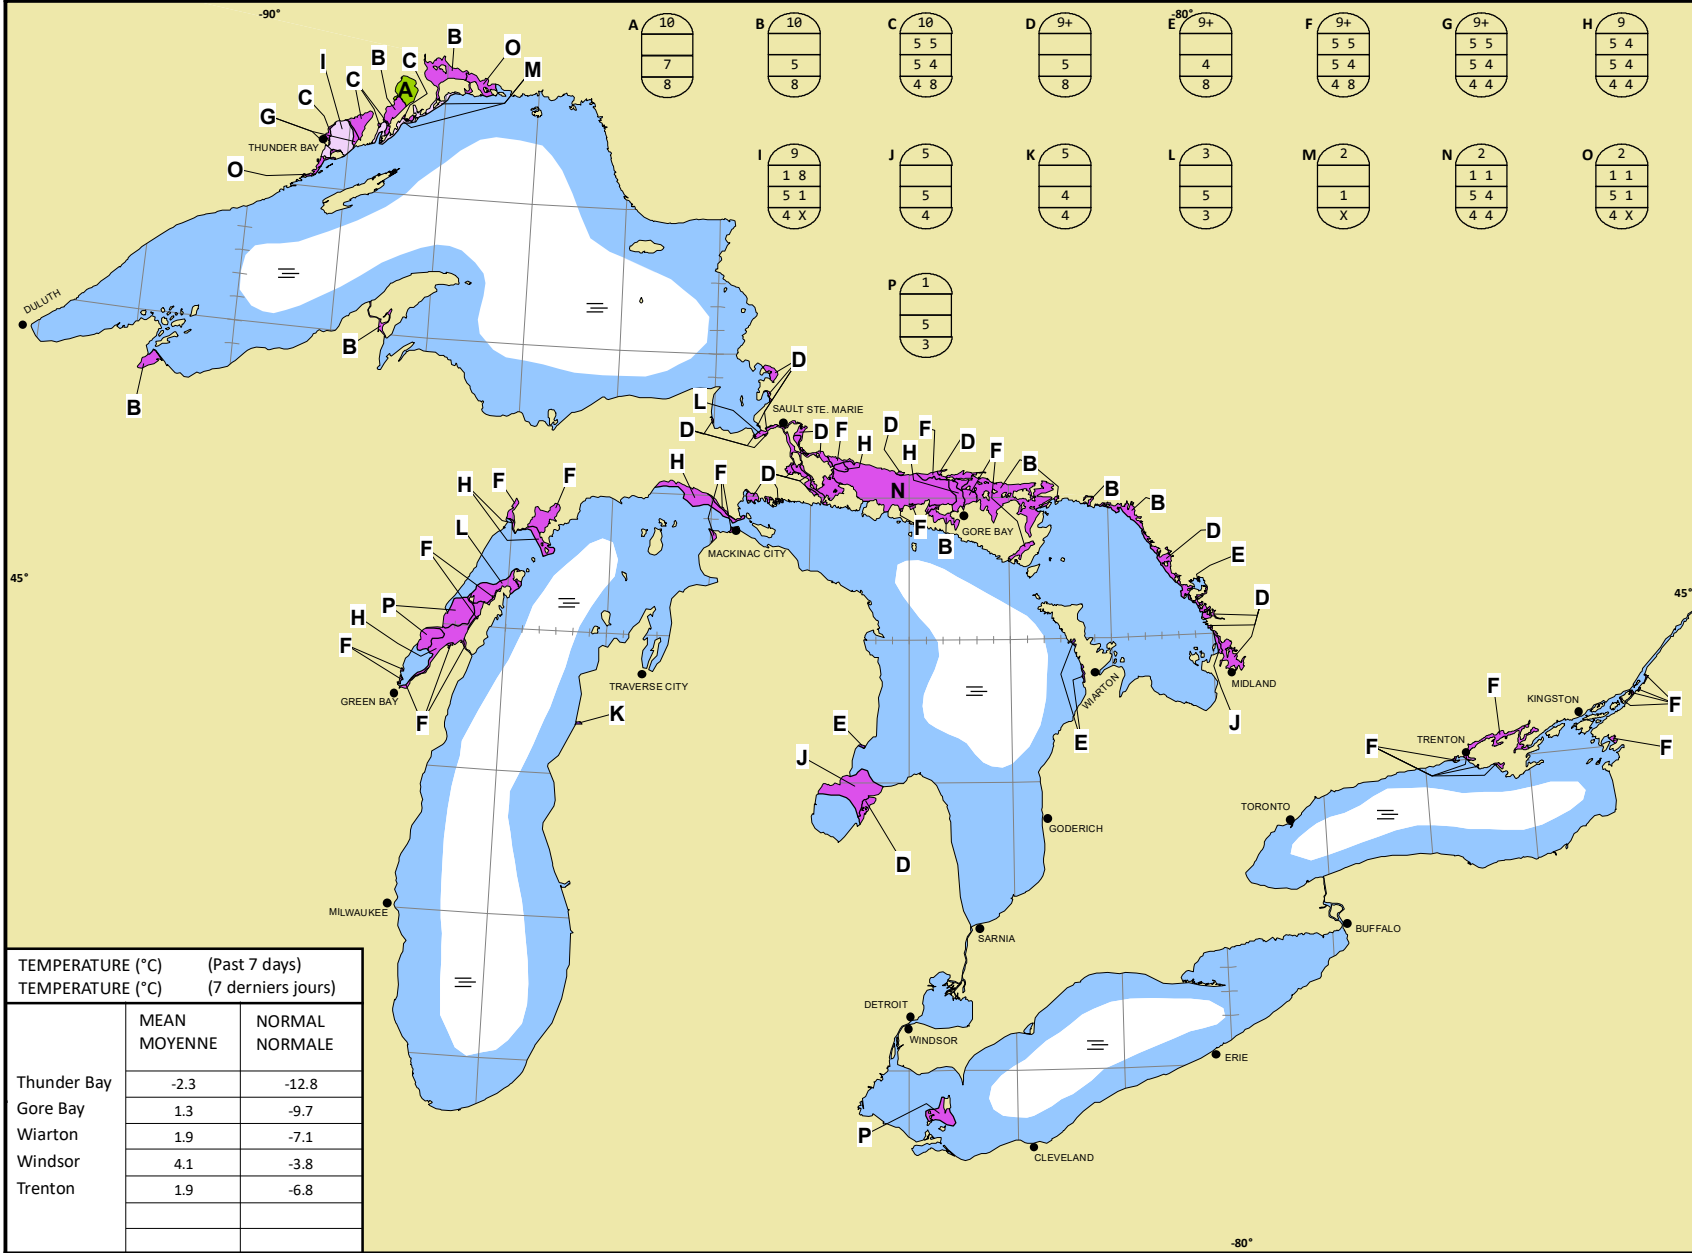 -90°
-80°
A
10
7
8
B
10
5
8
C
10
5 5
5 4
4 8
D
9+
5
8
E
9+
4
8
F
9+
5 5
5 4
4 8
G
9+
5 5
5 4
4 4
H
9
5 4
5 4
4 4
I
9
1 8
5 1
4 X
J
5
5
4
K
5
4
4
L
3
5
3
M
2
1
X
N
2
1 1
5 4
4 4
O
2
1 1
5 1
4 X
P
1
5
3
B
O
M
C
B
I
C
C
A
G
THUNDER BAY
O
DULUTH
B
B
D
L
SAULT STE. MARIE
D
D
F
H
D
F
H
D
F
B
N
B
B
D
E
D
H
F
D
F
B
GORE BAY
MACKINAC CITY
H
F
F
L
F
P
H
F
GREEN BAY
F
TRAVERSE CITY
K
45°
45°
WIARTON
MIDLAND
J
E
E
J
D
GODERICH
F
KINGSTON
F
TRENTON
F
F
TORONTO
MILWAUKEE
SARNIA
BUFFALO
DETROIT
WINDSOR
ERIE
P
CLEVELAND
TEMPERATURE (°C) (Past 7 days)
TEMPERATURE (°C) (7 derniers jours)
MEAN NORMAL
MOYENNE NORMALE
Thunder Bay -2.3 -12.8
Gore Bay 1.3 -9.7
Wiarton 1.9 -7.1
Windsor 4.1 -3.8
Trenton 1.9 -6.8
-80°